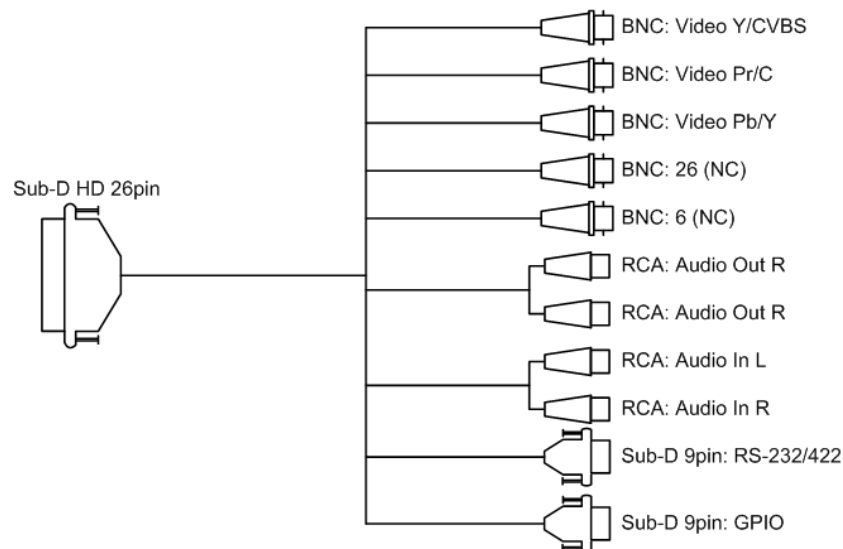 BNC: Video Y/CVBS
BNC: Video Pr/C
BNC: Video Pb/Y
BNC: 26 (NC)
Sub-D HD 26pin
BNC: 6 (NC)
RCA: Audio Out R
RCA: Audio Out R
RCA: Audio In L
RCA: Audio In R
Sub-D 9pin: RS-232/422
Sub-D 9pin: GPIO